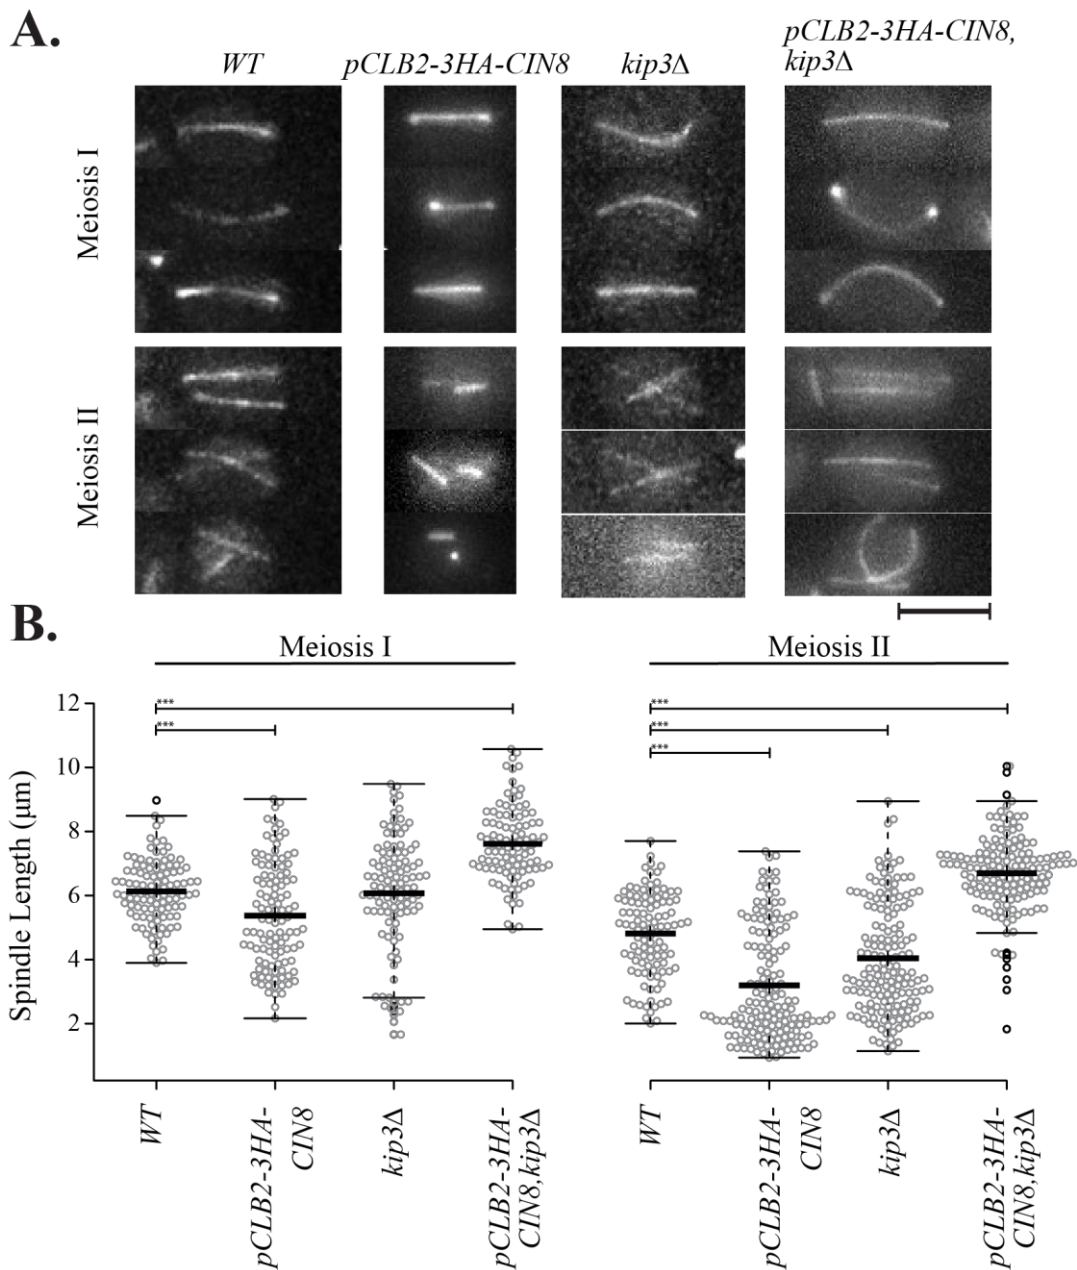 A.
WT
pCLB2-3HA-CIN8
kip3Δ
pCLB2-3HA-CIN8,
kip3Δ
Meiosis I
Meiosis II
B.
Meiosis I
Meiosis II
***
***
***
***
***
Spindle Length (µm)
12
10
8
6
4
2
WT
pCLB2-3HA-
CIN8
kip3Δ
pCLB2-3HA-
CIN8,kip3Δ
WT
pCLB2-3HA-
CIN8
kip3Δ
pCLB2-3HA-
CIN8,kip3Δ